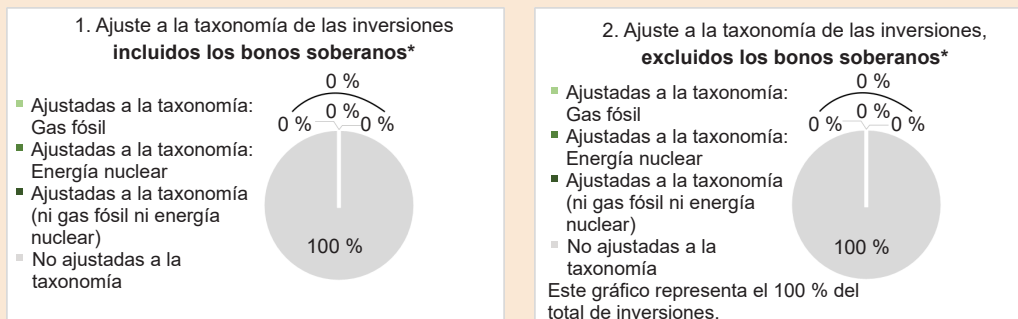 1. Ajuste a la taxonomía de las inversiones
incluidos los bonos soberanos*
0 %
0 %
0 %
0 %
Ajustadas a la taxonomía:
Gas fósil
Ajustadas a la taxonomía:
Energía nuclear
Ajustadas a la taxonomía
(ni gas fósil ni energía
nuclear)
No ajustadas a la
taxonomía
100 %
2. Ajuste a la taxonomía de las inversiones,
excluidos los bonos soberanos*
0 %
0 %
0 %
0 %
Ajustadas a la taxonomía:
Gas fósil
Ajustadas a la taxonomía:
Energía nuclear
Ajustadas a la taxonomía
(ni gas fósil ni energía
nuclear)
No ajustadas a la
taxonomía
100 %
Este gráfico representa el 100 % del
total de inversiones.